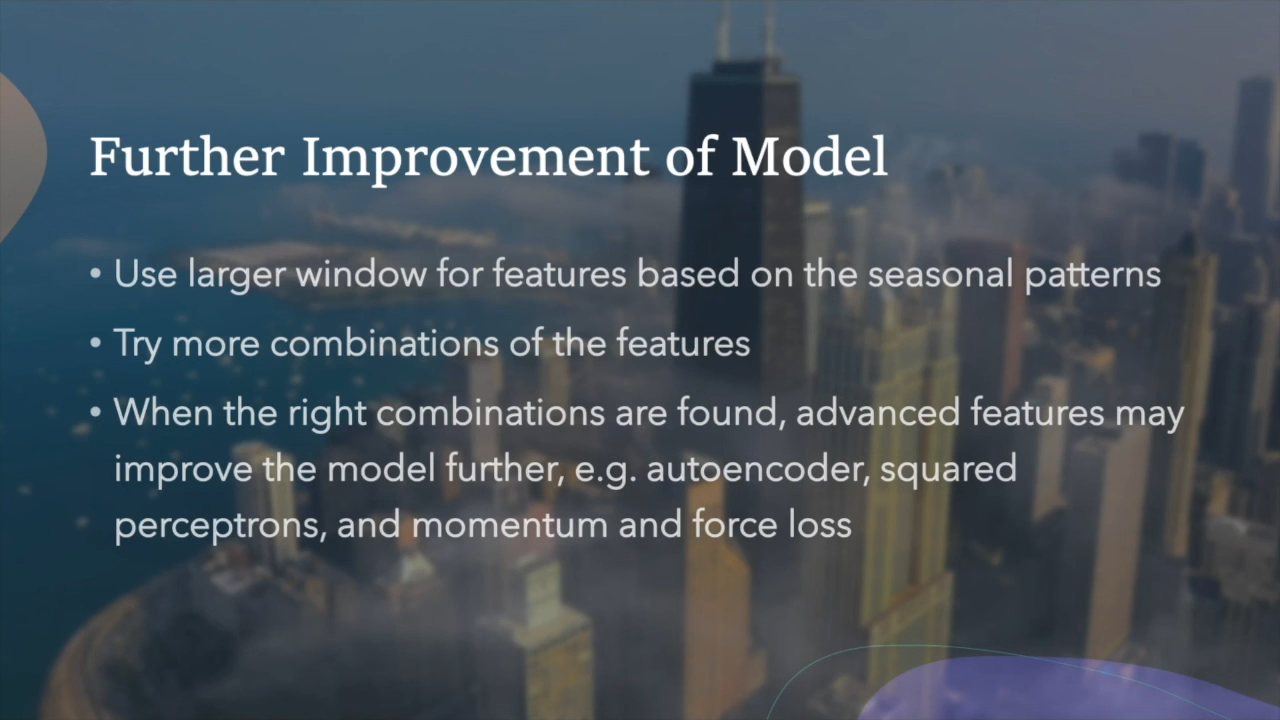 Further Improvement of Model
• Use larger window for features based on the seasonal patterns
• Try more combinations of the features
• When the right combinations are found, advanced features may
improve the model further, e.g. autoencoder, squared
perceptrons, and momentum and force loss